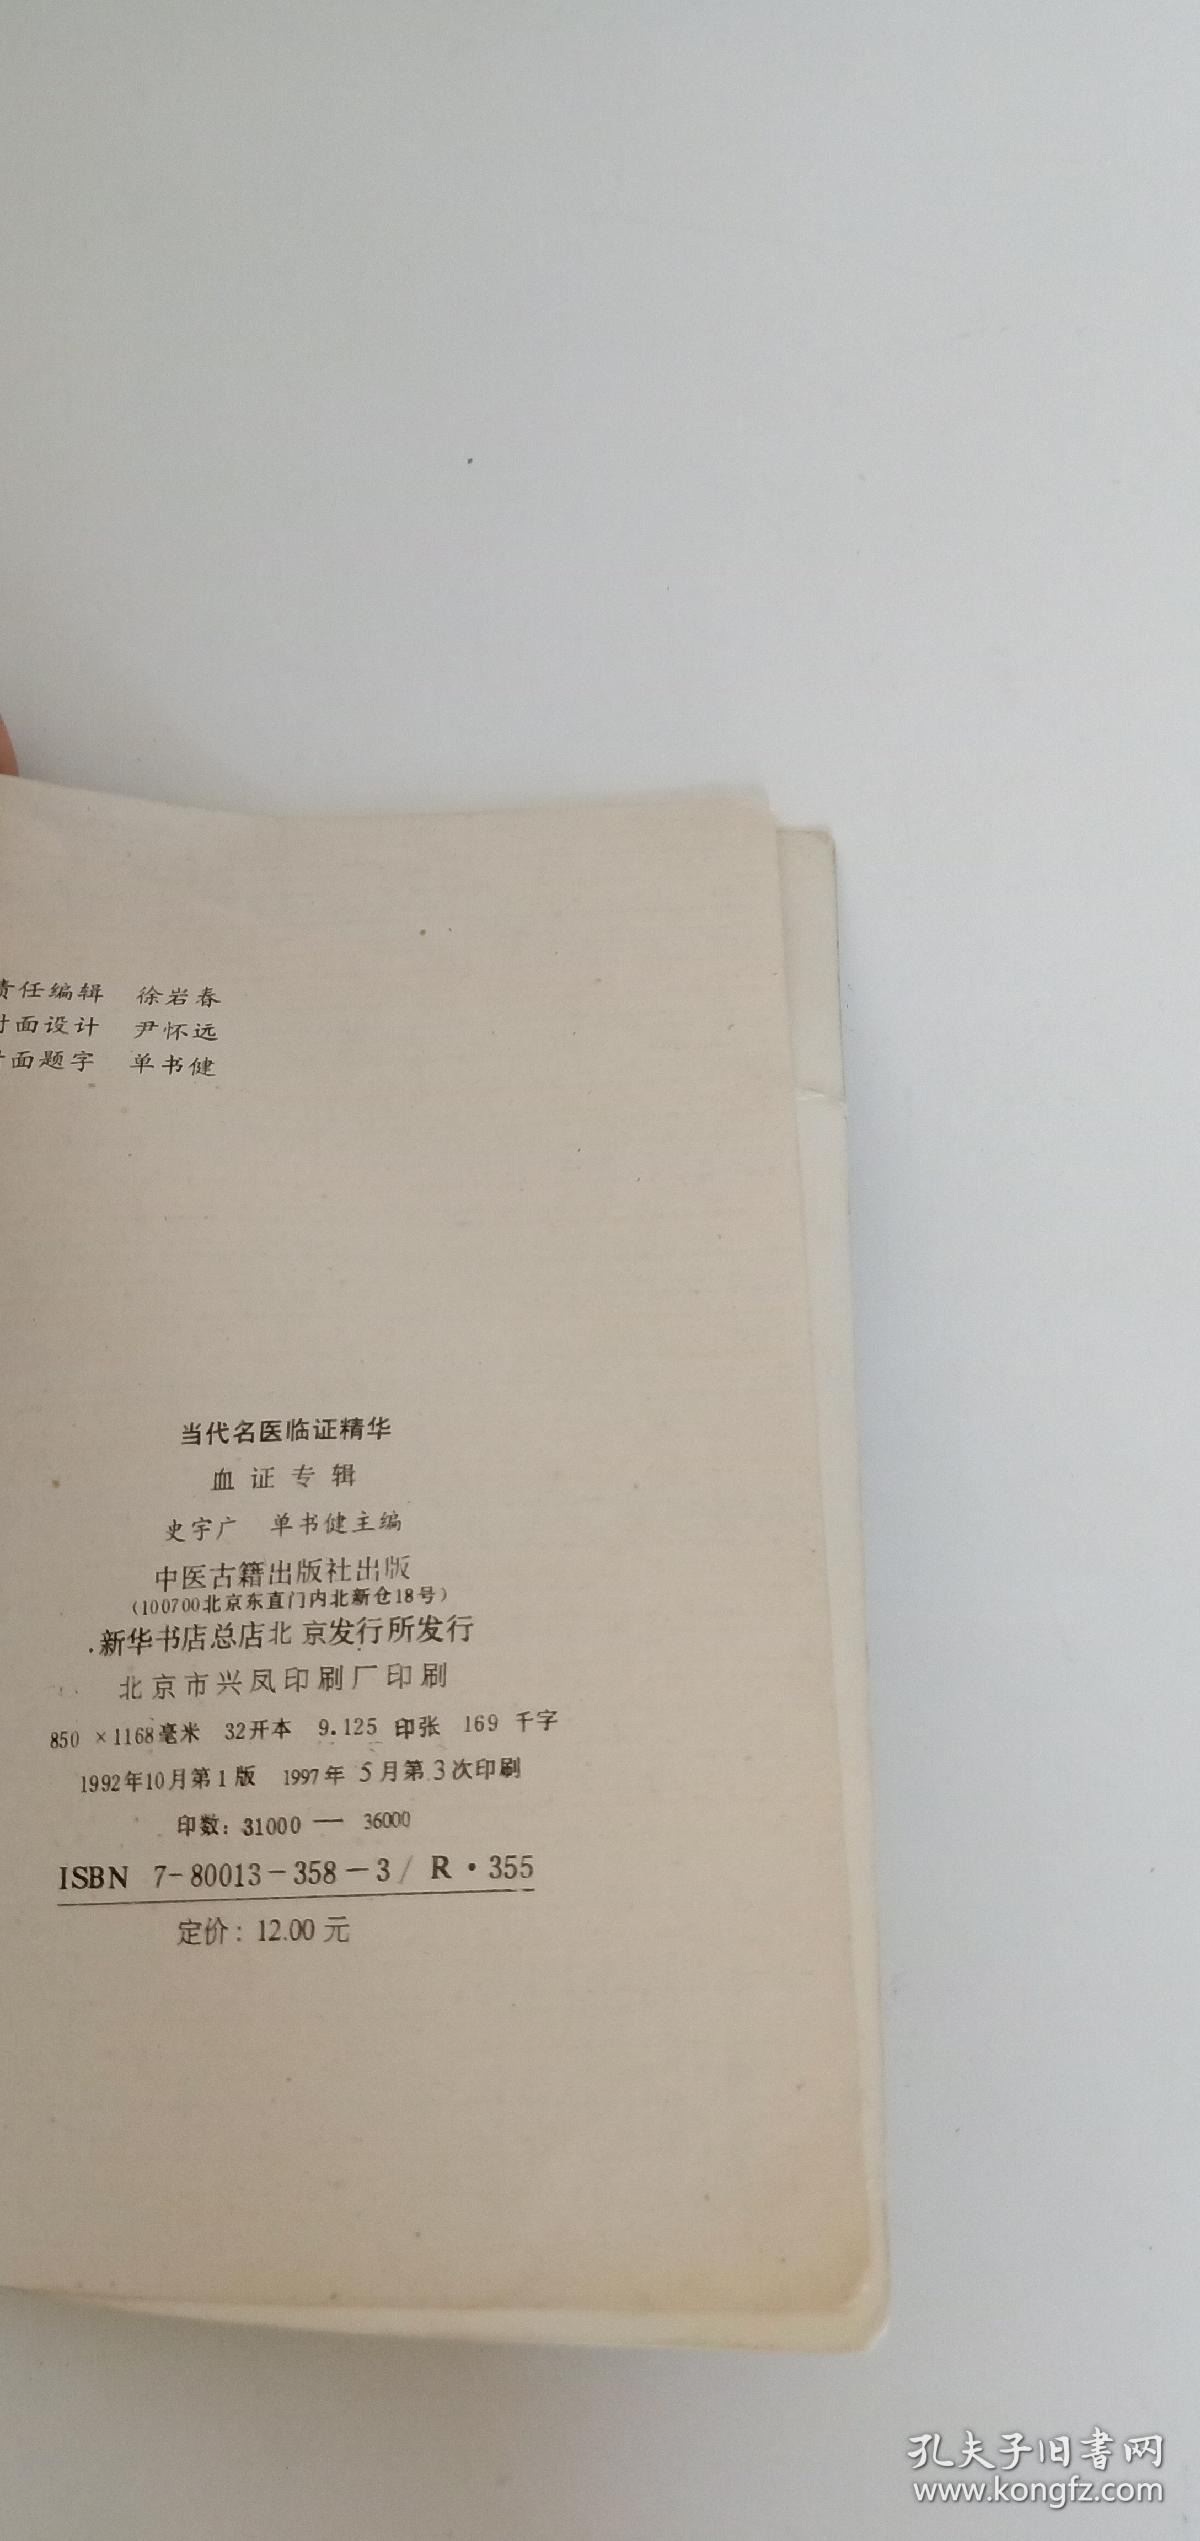 责任编辑 徐岩春
封面设计 尹怀远
封面题字 单书健
当代名医临证精华
血证专辑
史宇广 单书健主编
中医古籍出版社出版
(100700北京东直门内北新仓18号)
新华书店总店北京发行所发行
北京市兴凤印刷厂印刷
850×1168毫米 32开本 9.125印张 169千字
1992年10月第1版 1997年5月第3次印刷
印数：31000—36000
ISBN 7-80013-358-3/R·355
定价：12.00元
孔夫子旧书网
www.kongfz.com